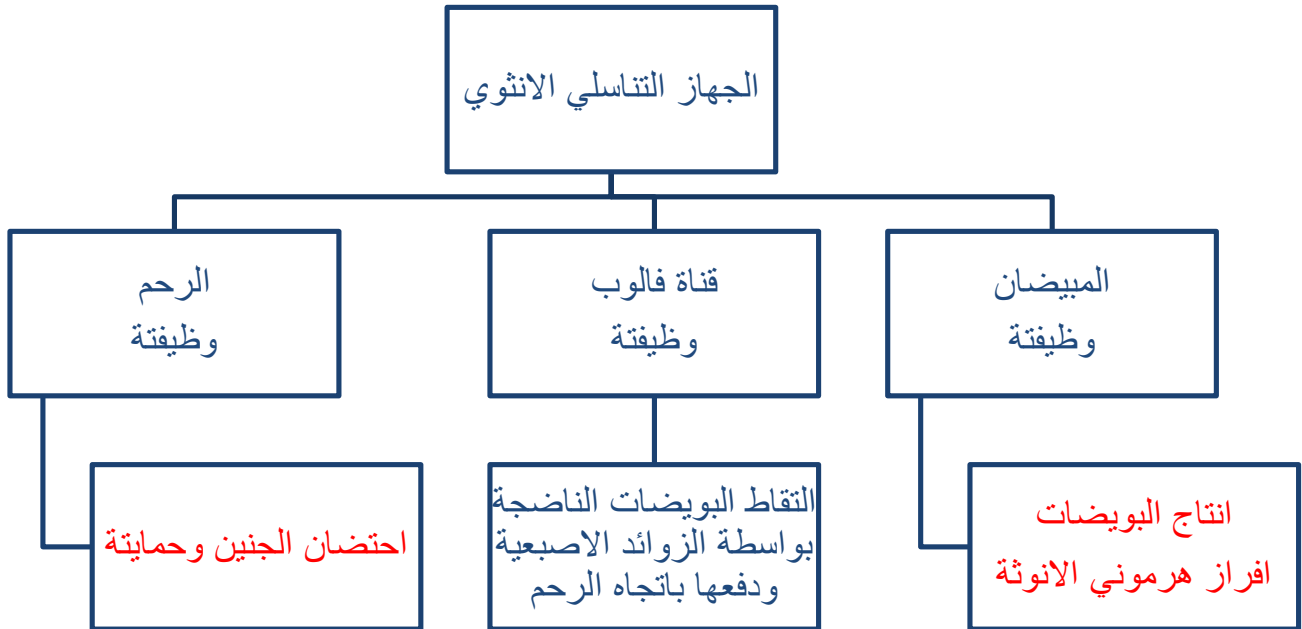 الجهاز التناسلي الانثوي
المبيضان
وظيفتة
قناة فالوب
وظيفتة
الرحم
وظيفتة
انتاج البويضات
افراز هرموني الانوثة
التقاط البويضات الناضجة
بواسطة الزوائد الاصبعية
ودفعها باتجاه الرحم
احتضان الجنين وحمايتة